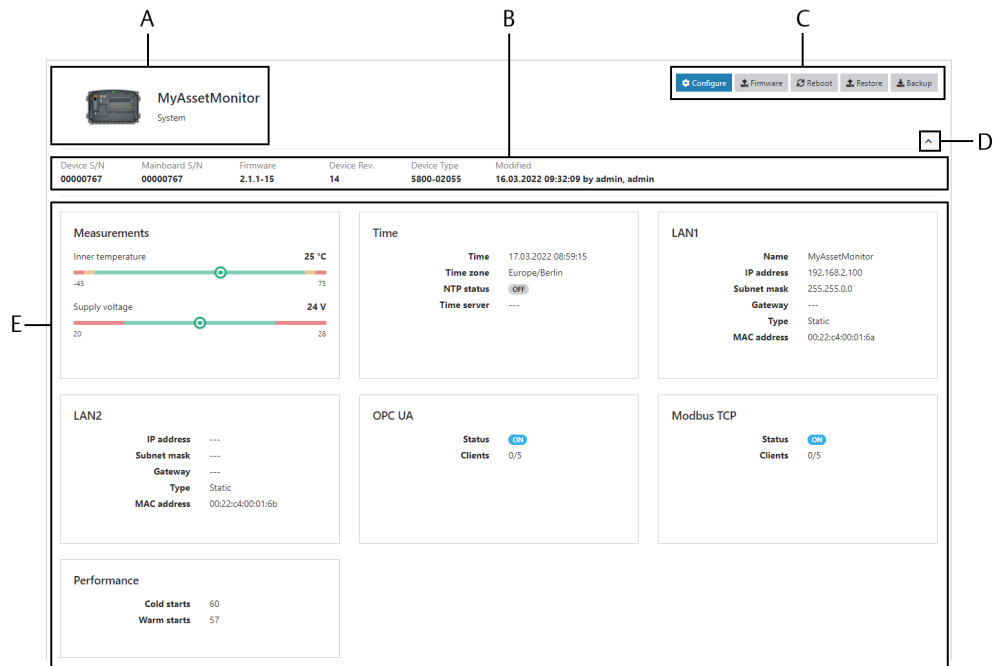 A
B
C
MyAssetMonitor
System
Configure Firmware Reboot Restore Backup
D
Device S/N Mainboard S/N Firmware Device Rev. Device Type Modified
00000767 00000767 2.1.1-15 14 5800-02055 16.03.2022 09:32:09 by admin, admin
E
Measurements
Inner temperature 25 °C
-45 75
Supply voltage 24 V
20 28
Time
Time 17.03.2022 08:59:15
Time zone Europe/Berlin
NTP status OFF
Time server ---
LAN1
Name MyAssetMonitor
IP address 192.168.2.100
Subnet mask 255.255.0.0
Gateway ---
Type Static
MAC address 00:22:c4:00:01:6a
LAN2
IP address ---
Subnet mask ---
Gateway ---
Type Static
MAC address 00:22:c4:00:01:6b
OPC UA
Status ON
Clients 0/5
Modbus TCP
Status ON
Clients 0/5
Performance
Cold starts 60
Warm starts 57